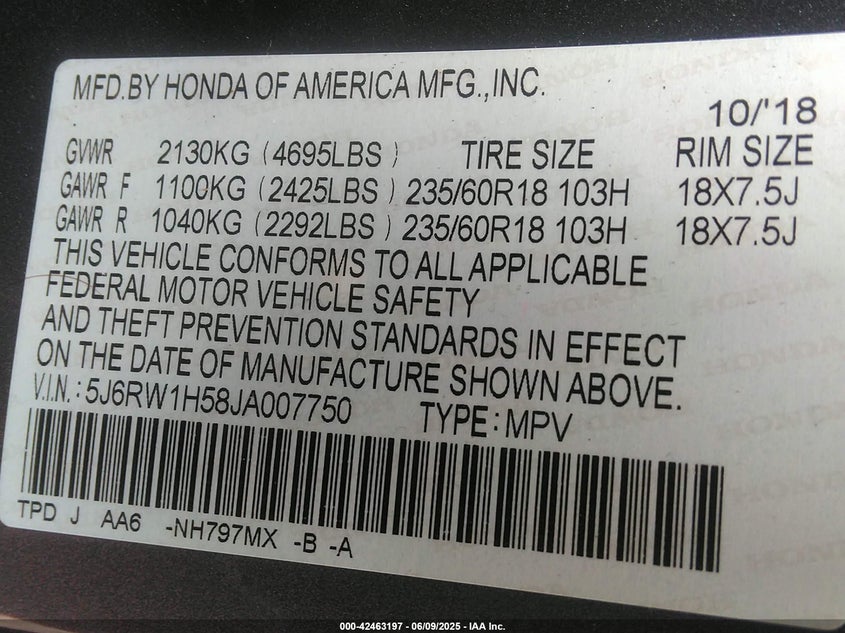 MFD.BY HONDA OF AMERICA MFG.,INC.
10/'18
GVWR 2130KG (4695LBS) TIRE SIZE RIM SIZE
GAWR F 1100KG (2425LBS) 235/60R18 103H 18X7.5J
GAWR R 1040KG (2292LBS) 235/60R18 103H 18X7.5J
THIS VEHICLE CONFORMS TO ALL APPLICABLE
FEDERAL MOTOR VEHICLE SAFETY
AND THEFT PREVENTION STANDARDS IN EFFECT
ON THE DATE OF MANUFACTURE SHOWN ABOVE.
V.I.N.: 5J6RW1H58JA007750 TYPE: MPV
TPD J AA6 -NH797MX -B -A
000-42463197 - 06/09/2025 - IAA Inc.